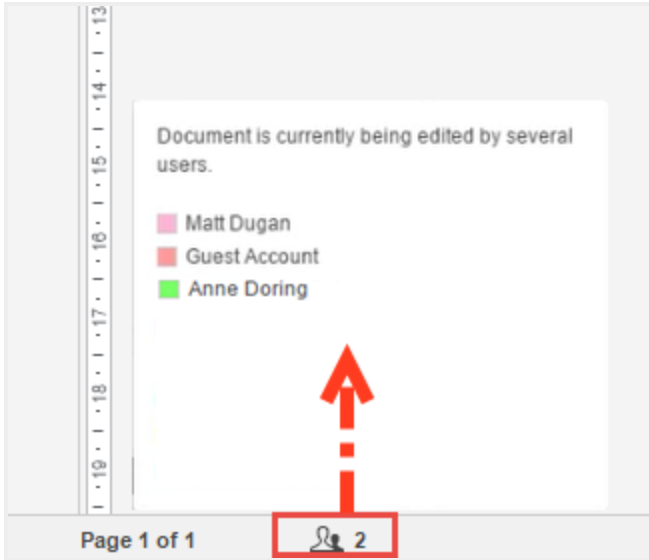 ·13
·14
Document is currently being edited by several
·15
users.
Matt Dugan
·16
Guest Account
Anne Doring
·17
·18
·19
Page 1 of 1
2